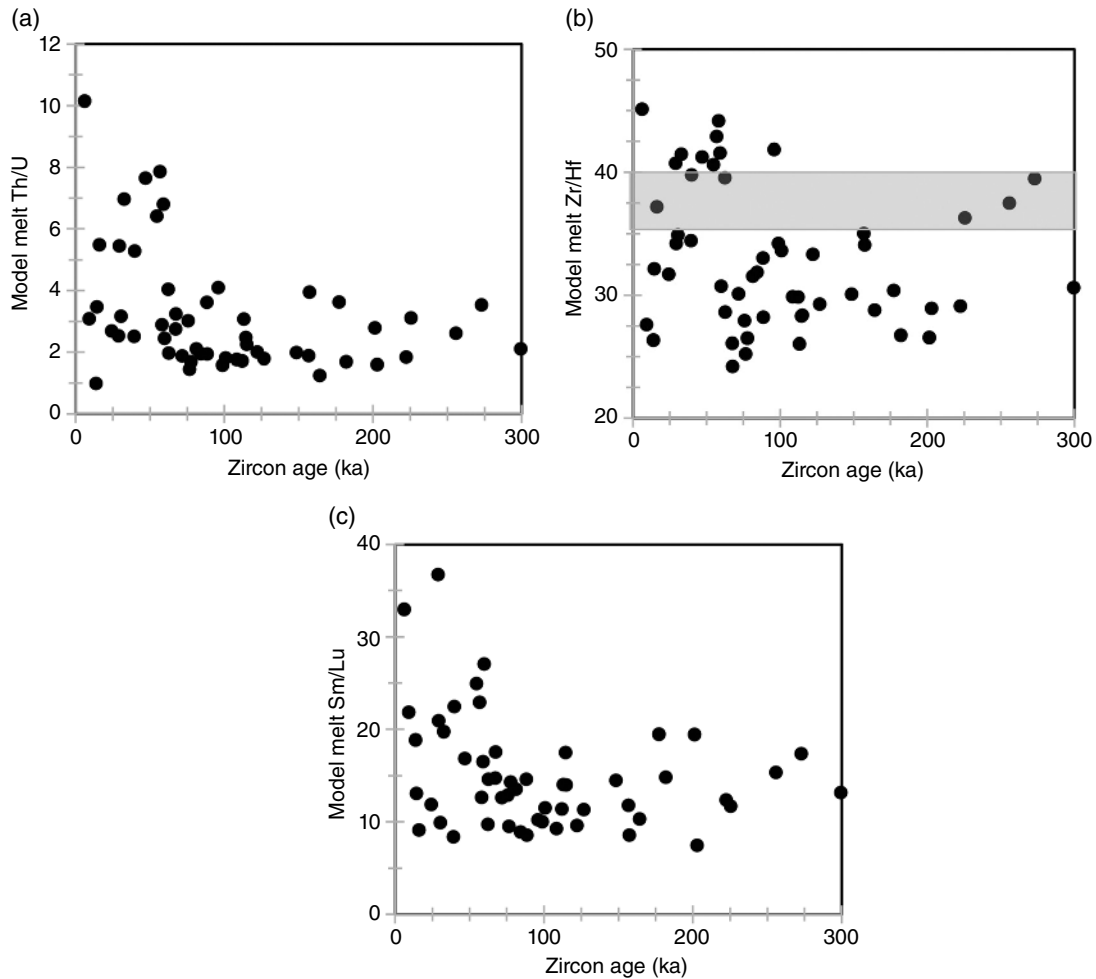 (a)
12
10
8
6
4
2
0
Model melt Th/U
0 100 200 300
Zircon age (ka)
(b)
50
40
30
20
Model melt Zr/Hf
0 100 200 300
Zircon age (ka)
(c)
40
30
20
10
0
Model melt Sm/Lu
0 100 200 300
Zircon age (ka)